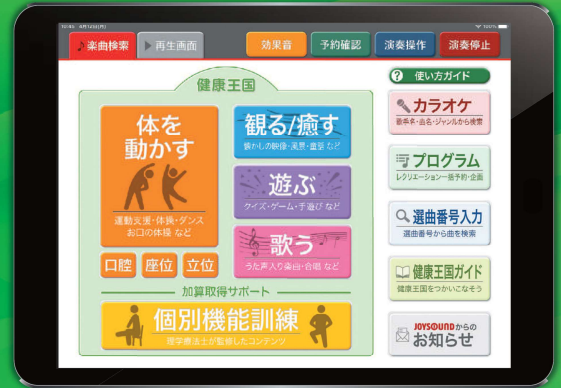 10:45 4月12日(月)
100%
楽曲検索
再生画面
効果音
予約確認
演奏操作
演奏停止
健康王国
体を
動かす
運動支援・体操・ダンス
お口の体操 など
口腔
座位
立位
観る/癒す
懐かしの映像・風景・童話 など
遊ぶ
クイズ・ゲーム・手遊び など
歌う
うた声入り楽曲・合唱 など
加算取得サポート
個別機能訓練
理学療法士が監修したコンテンツ
? 使い方ガイド
カラオケ
歌手名・曲名・ジャンルから検索
プログラム
レクリエーション一括予約・企画
選曲番号入力
選曲番号から曲を検索
健康王国ガイド
健康王国をつかいこなそう
JOYSOUNDからの
お知らせ